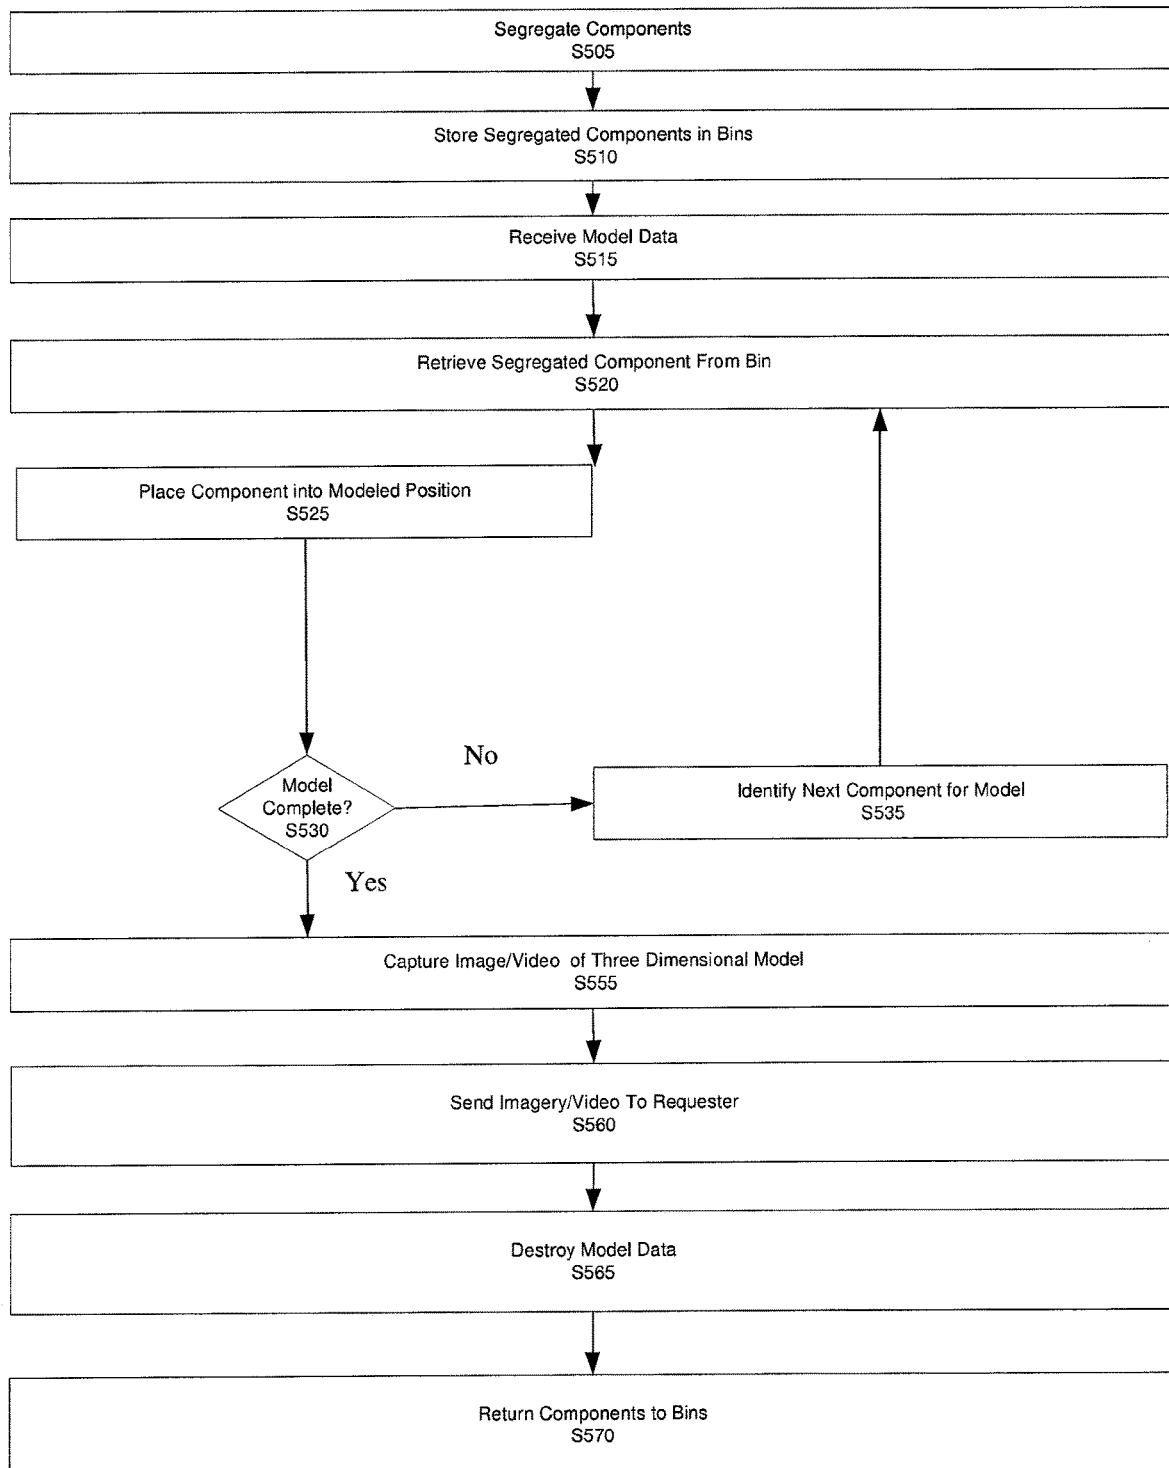 Segregate Components
S505
Store Segregated Components in Bins
S510
Receive Model Data
S515
Retrieve Segregated Component From Bin
S520
Place Component into Modeled Position
S525
Model
Complete?
S530
No
Identify Next Component for Model
S535
Yes
Capture Image/Video of Three Dimensional Model
S555
Send Imagery/Video To Requester
S560
Destroy Model Data
S565
Return Components to Bins
S570